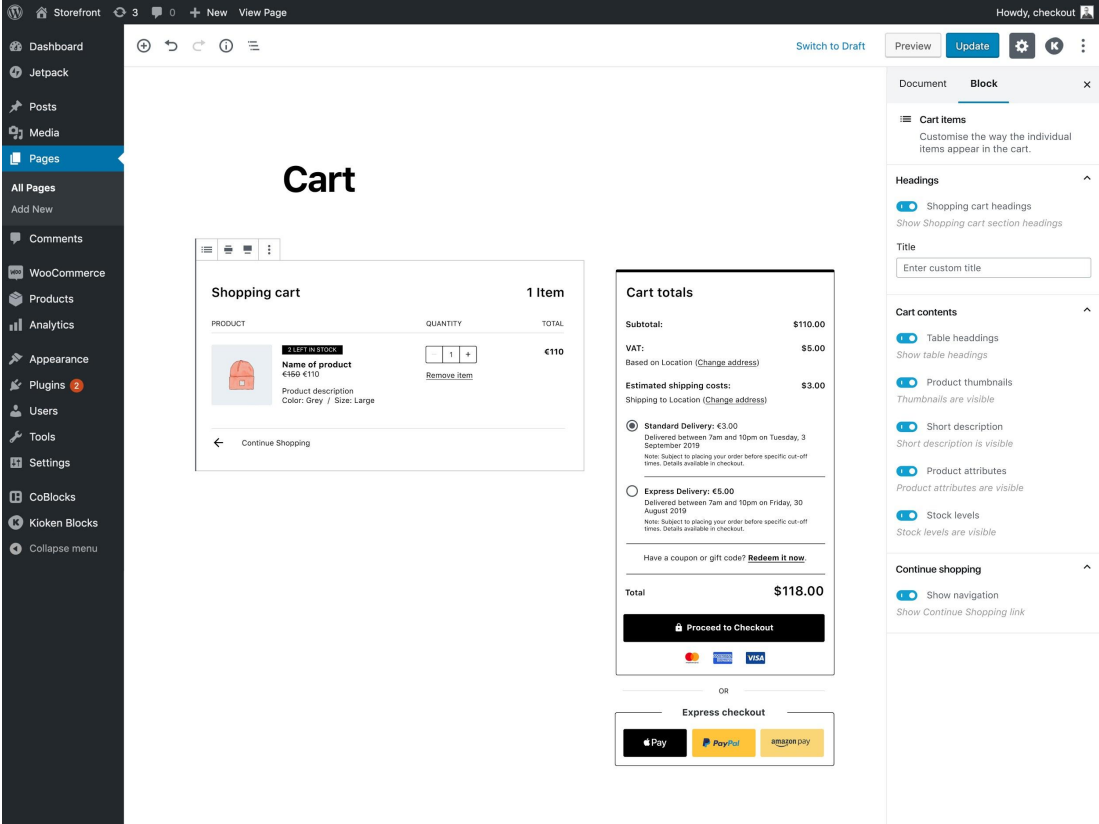 Storefront 3 0 New View Page Howdy, checkout
Dashboard
Jetpack
Posts
Media
Pages
All Pages
Add New
Comments
WooCommerce
Products
Analytics
Appearance
Plugins 2
Users
Tools
Settings
CoBlocks
Kioken Blocks
Collapse menu
Switch to Draft Preview Update
Cart
Shopping cart 1 Item
PRODUCT QUANTITY TOTAL
2 LEFT IN STOCK
Name of product
€150 €110
Product description
Color: Grey / Size: Large
- 1 +
Remove item
€110
Continue Shopping
Cart totals
Subtotal: $110.00
VAT: $5.00
Based on Location (Change address)
Estimated shipping costs: $3.00
Shipping to Location (Change address)
Standard Delivery: €3.00
Delivered between 7am and 10pm on Tuesday, 3
September 2019
Note: Subject to placing your order before specific cut-off
times. Details available in checkout.
Express Delivery: €5.00
Delivered between 7am and 10pm on Friday, 30
August 2019
Note: Subject to placing your order before specific cut-off
times. Details available in checkout.
Have a coupon or gift code? Redeem it now.
Total $118.00
Proceed to Checkout
VISA
OR
Express checkout
Pay PayPal amazon pay
Document Block
Cart items
Customise the way the individual
items appear in the cart.
Headings
Shopping cart headings
Show Shopping cart section headings
Title
Enter custom title
Cart contents
Table headdings
Show table headings
Product thumbnails
Thumbnails are visible
Short description
Short description is visible
Product attributes
Product attributes are visible
Stock levels
Stock levels are visible
Continue shopping
Show navigation
Show Continue Shopping link